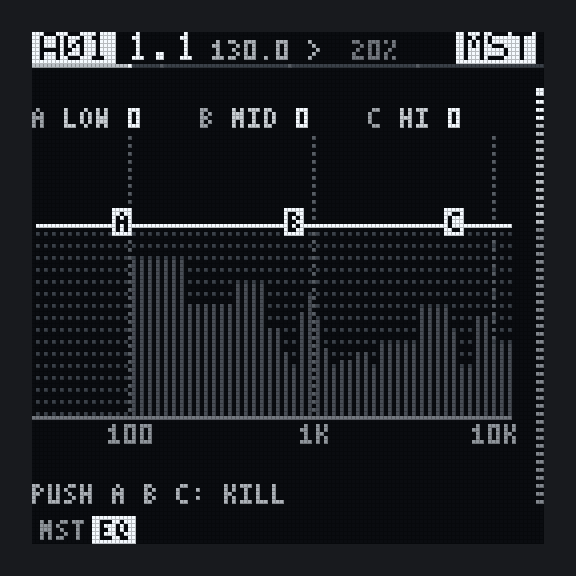 A01 1.1 130.0 > 20% MST
A LOW 0 B MID 0 C HI 0
A B C
100 1K 10K
PUSH A B C: KILL
MST EQ